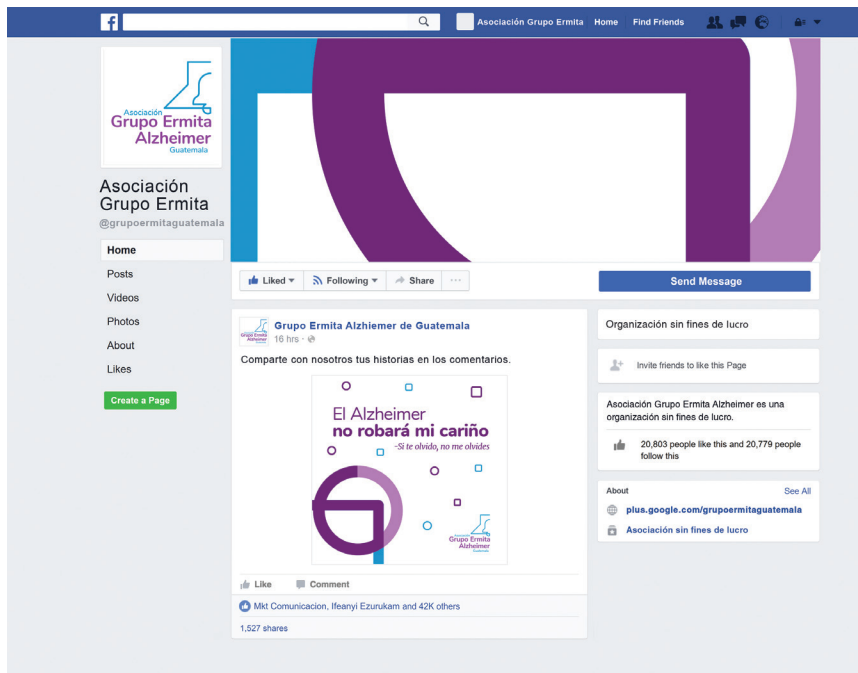 f
Asociación Grupo Ermita Home Find Friends
Asociación
Grupo Ermita
Alzheimer
Guatemala
Asociación
Grupo Ermita
@grupoermitaguatemala
Home
Posts
Videos
Photos
About
Likes
Create a Page
Liked Following Share ...
Send Message
Grupo Ermita Alzhiemer de Guatemala
16 hrs ·
Comparte con nosotros tus historias en los comentarios.
El Alzheimer
no robará mi cariño
-Si te olvido, no me olvides
Asociación
Grupo Ermita
Alzheimer
Guatemala
Like Comment
Mkt Comunicacion, Ifeanyi Ezurukam and 42K others
1,527 shares
Organización sin fines de lucro
Invite friends to like this Page
Asociación Grupo Ermita Alzheimer es una
organización sin fines de lucro.
20,803 people like this and 20,779 people
follow this
About See All
plus.google.com/grupoermitaguatemala
Asociación sin fines de lucro